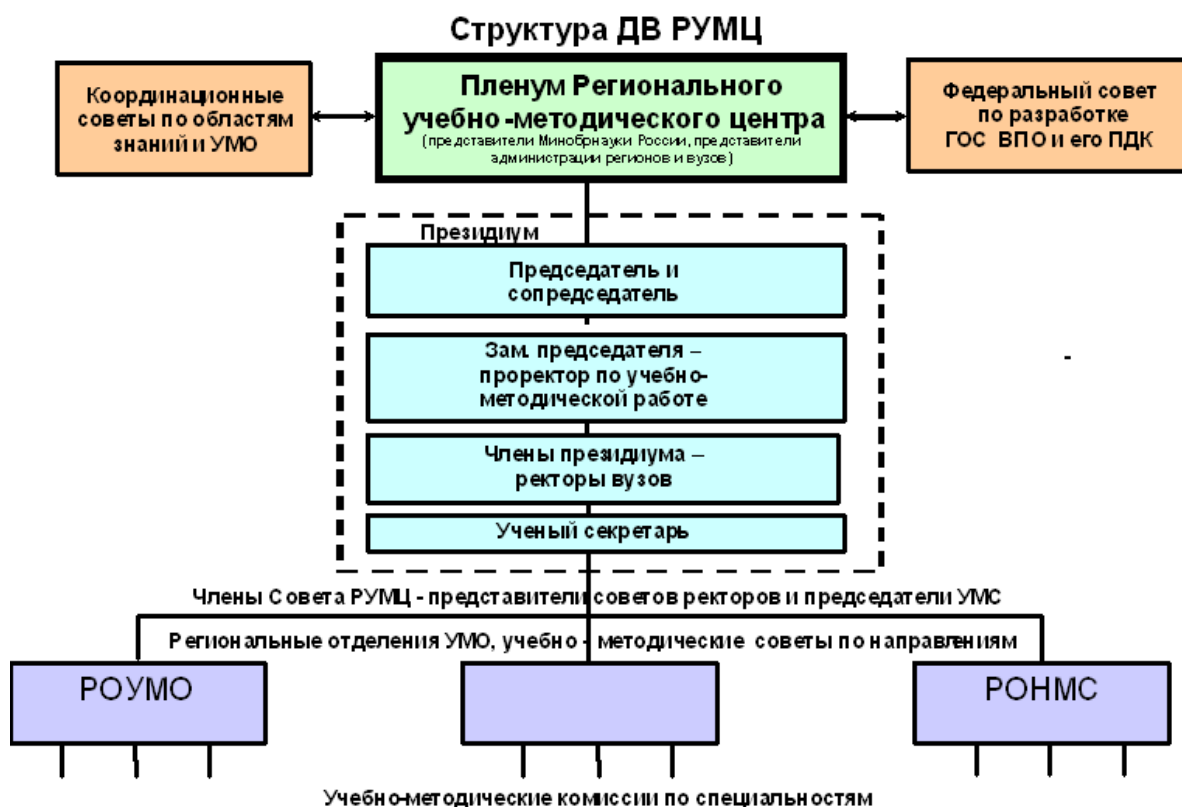 Структура ДВ РУМЦ
Координационные
советы по областям
знаний и УМО
Пленум Регионального
учебно-методического центра
(представители Минобрнауки России, представители
администрации регионов и вузов)
Федеральный совет
по разработке
ГОС ВПО и его ПДК
Президиум
Председатель и
сопредседатель
Зам. председателя –
проректор по учебно-
методической работе
-
Члены президиума –
ректоры вузов
Ученый секретарь
Члены Совета РУМЦ - представители советов ректоров и председатели УМС
Региональные отделения УМО, учебно - методические советы по направлениям
РОУМО
РОНМС
Учебно-методические комиссии по специальностям